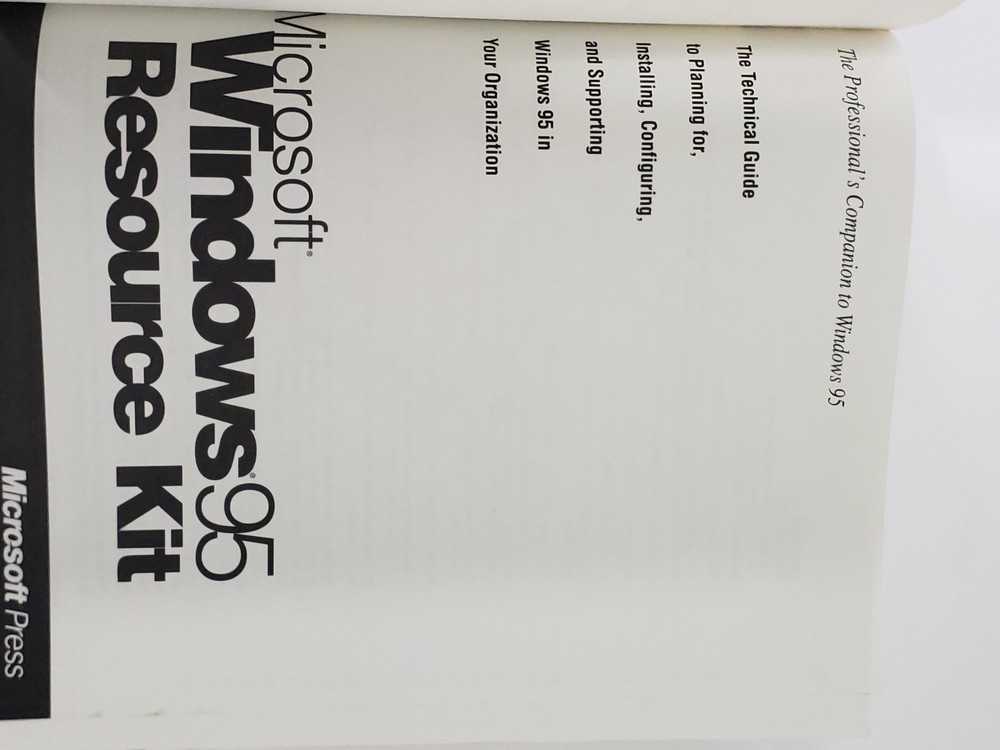 The Professional's Companion to Windows 95
The Technical Guide
to Planning for,
Installing, Configuring,
and Supporting
Windows 95 in
Your Organization
Microsoft®
Windows®95
Resource Kit
Microsoft Press